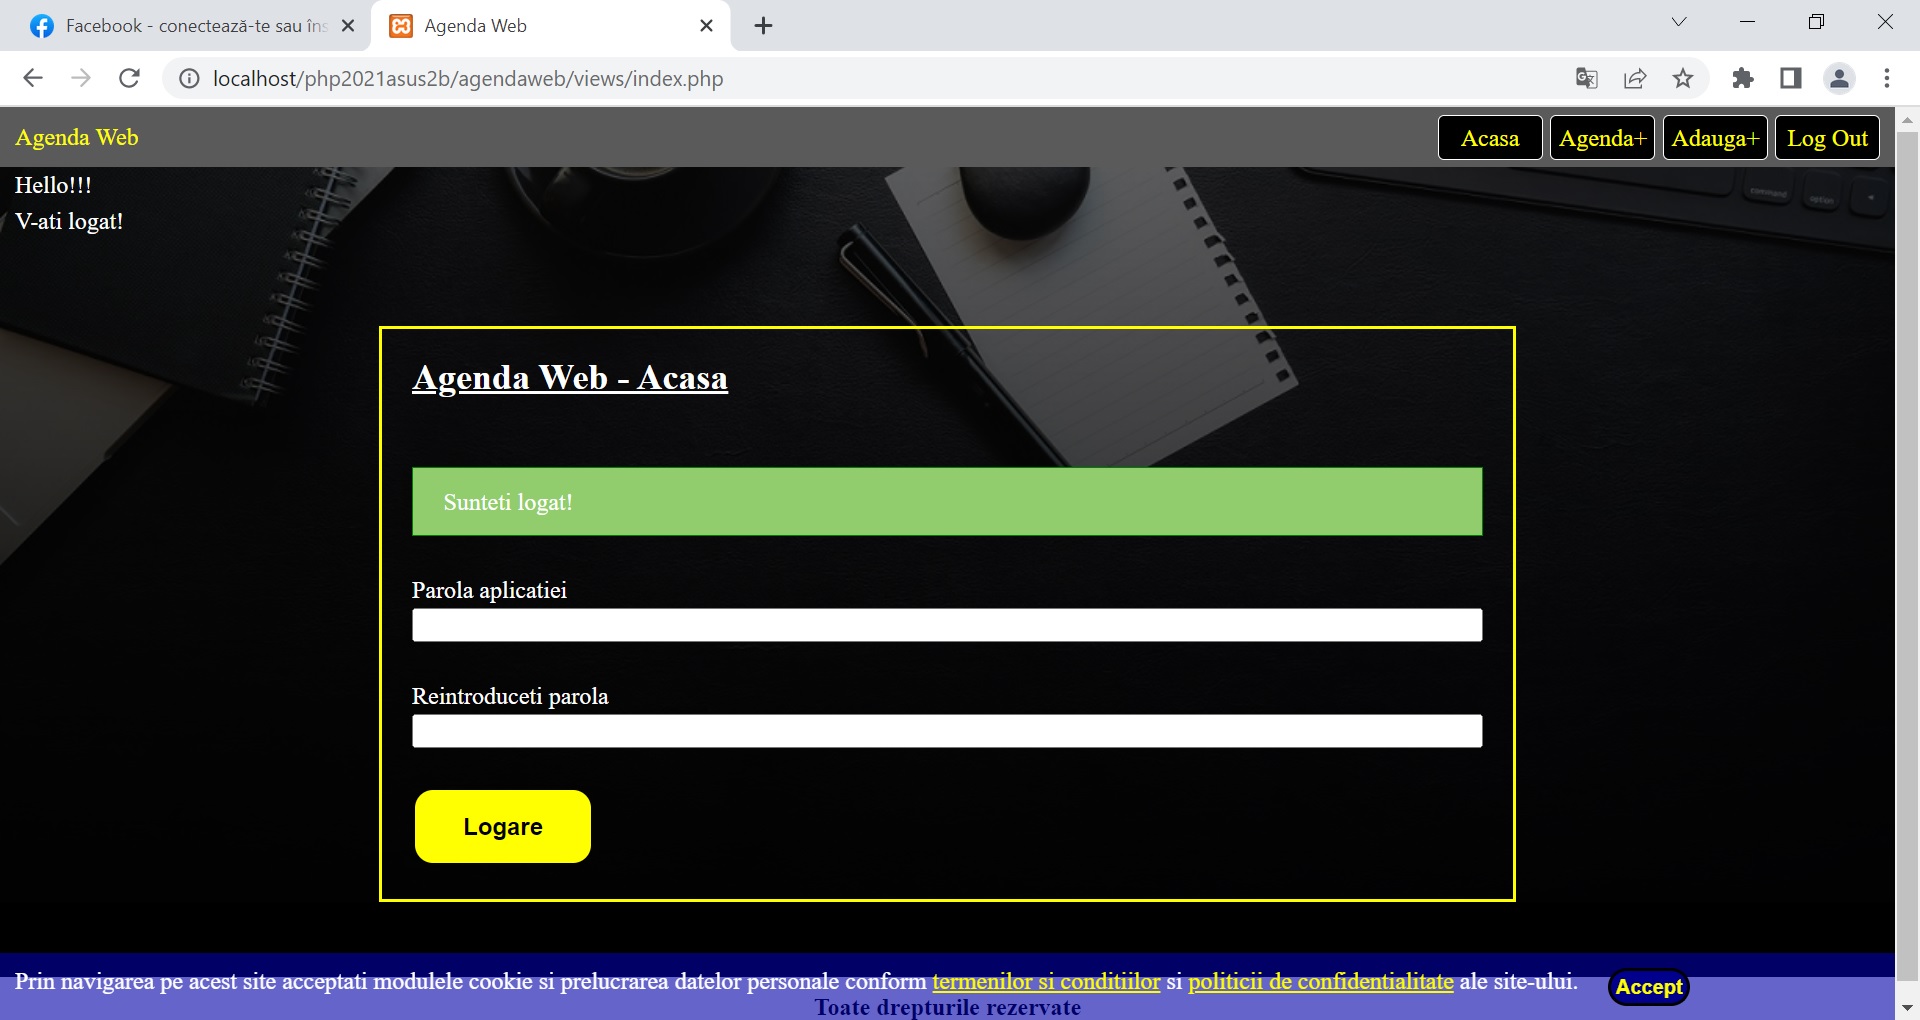 Facebook - conectează-te sau îns
Agenda Web
localhost/php2021asus2b/agendaweb/views/index.php
Agenda Web
Acasa
Agenda+
Adauga+
Log Out
Hello!!!
V-ati logat!
command
option
Agenda Web - Acasa
Sunteti logat!
Parola aplicatiei
Reintroduceti parola
Logare
Prin navigarea pe acest site acceptati modulele cookie si prelucrarea datelor personale conform termenilor si conditiilor si politicii de confidentialitate ale site-ului.
Accept
Toate drepturile rezervate